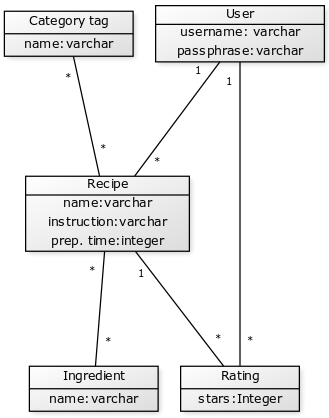 Category tag
name:varchar
User
username: varchar
passphrase:varchar
*
1
1
*
*
Recipe
name:varchar
instruction:varchar
prep. time:integer
*
1
*
*
*
Ingredient
name:varchar
Rating
stars:Integer